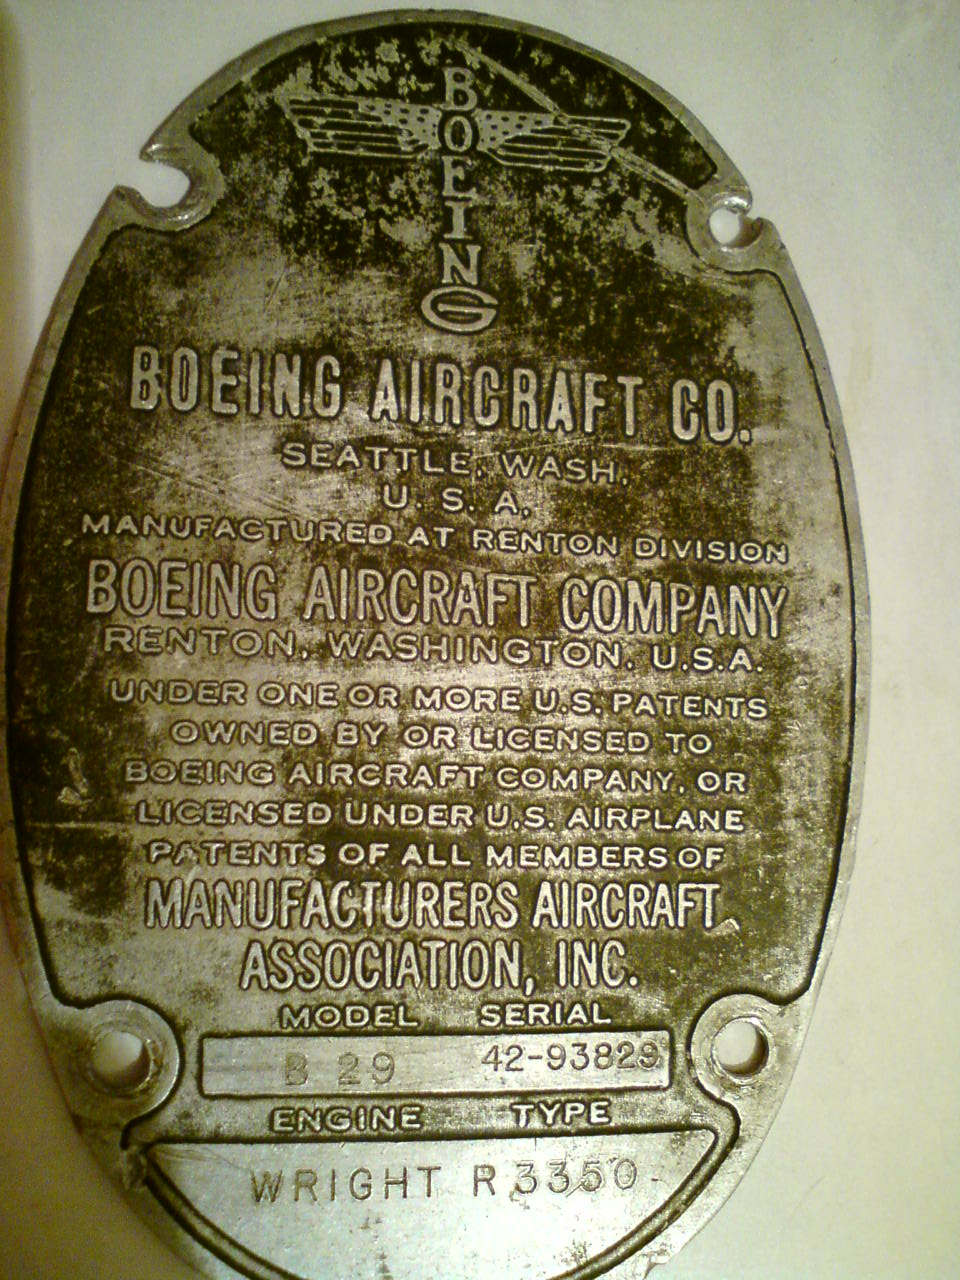 BOEING
BOEING AIRCRAFT CO.
SEATTLE, WASH.
U. S. A.
MANUFACTURED AT RENTON DIVISION
BOEING AIRCRAFT COMPANY
RENTON, WASHINGTON, U.S.A.
UNDER ONE OR MORE U.S. PATENTS
OWNED BY OR LICENSED TO
BOEING AIRCRAFT COMPANY, OR
LICENSED UNDER U.S. AIRPLANE
PATENTS OF ALL MEMBERS OF
MANUFACTURERS AIRCRAFT
ASSOCIATION, INC.
MODEL SERIAL
B 29 42-93829
ENGINE TYPE
WRIGHT R 3350